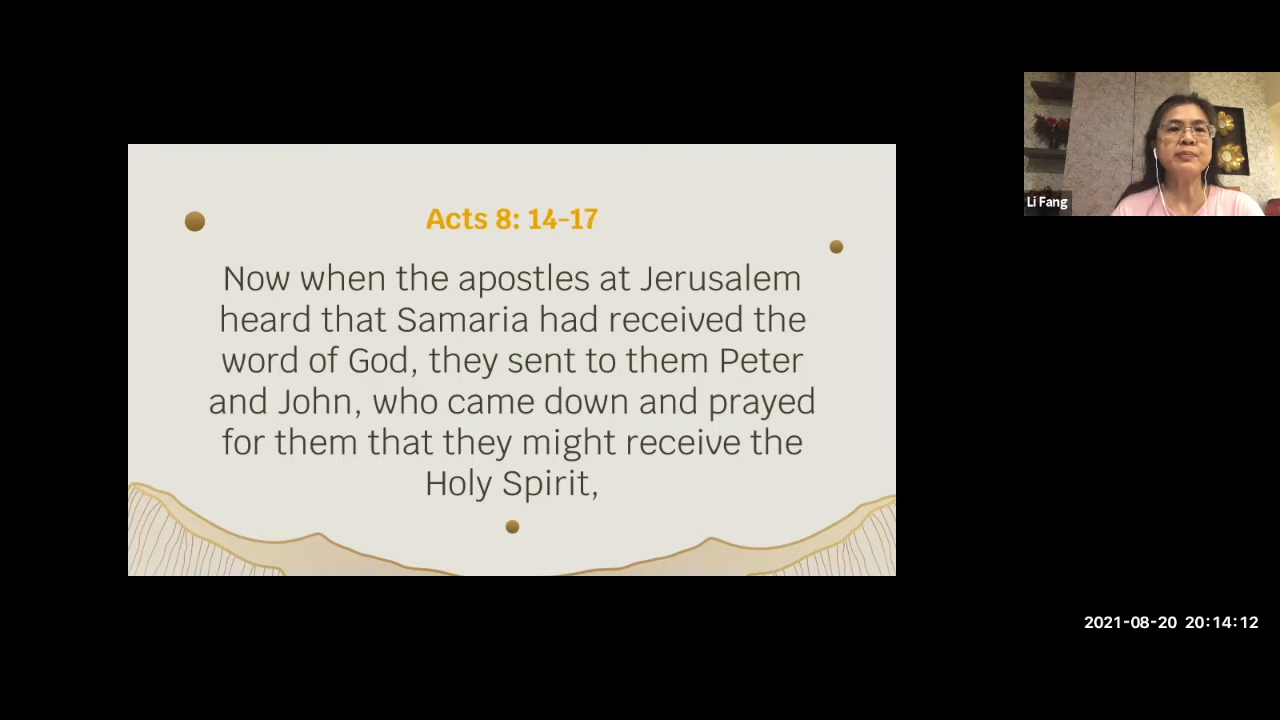 Acts 8: 14-17
Now when the apostles at Jerusalem
heard that Samaria had received the
word of God, they sent to them Peter
and John, who came down and prayed
for them that they might receive the
Holy Spirit,
Li Fang
2021-08-20 20:14:12